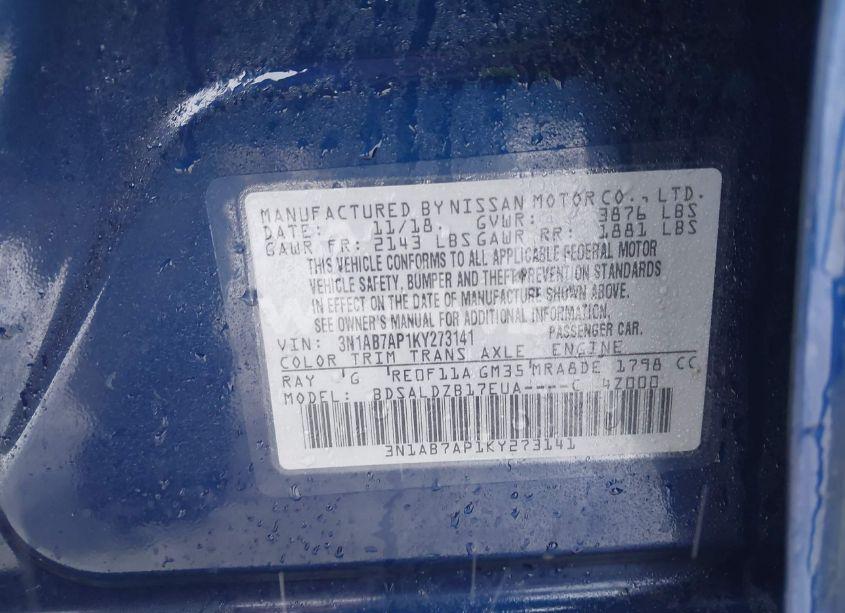 MANUFACTURED BY NISSAN MOTOR CO., LTD.
DATE: 11/18 GVWR: 3876 LBS
GAWR FR: 2143 LBS GAWR RR: 1881 LBS
THIS VEHICLE CONFORMS TO ALL APPLICABLE FEDERAL MOTOR
VEHICLE SAFETY, BUMPER AND THEFT PREVENTION STANDARDS
IN EFFECT ON THE DATE OF MANUFACTURE SHOWN ABOVE.
SEE OWNER'S MANUAL FOR ADDITIONAL INFORMATION.
VIN: 3N1AB7AP1KY273141 PASSENGER CAR.
COLOR TRIM TRANS AXLE ENGINE
RAY G RE0F11A GM35 MRA8DE 1798 CC
MODEL: BDSALDZB17EUA----C 4Z000
3N1AB7AP1KY273141